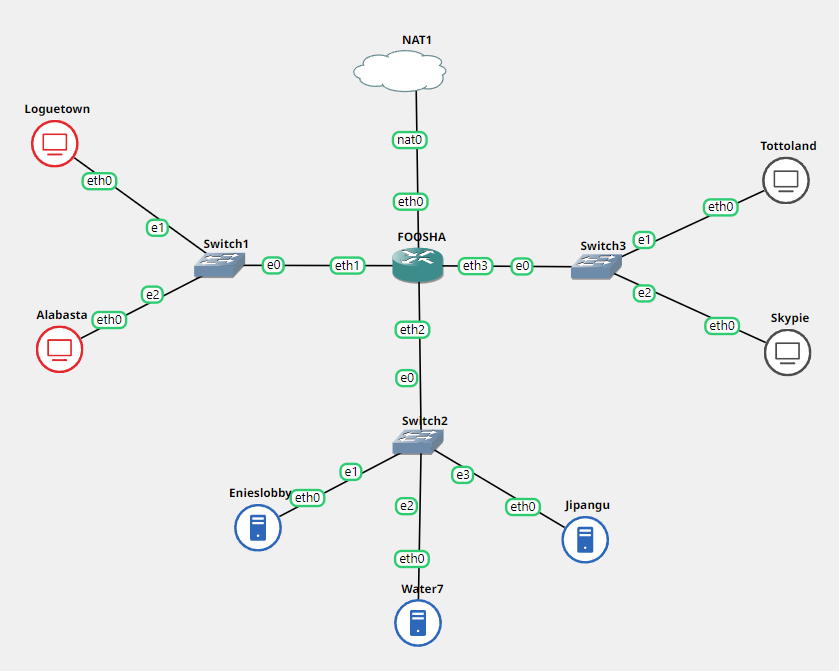 NAT1
Loguetown
nat0
Tottoland
eth0
eth0
eth0
e1
FOOSHA
Switch1
e1
Switch3
e0
eth1
eth3
e0
e2
e2
Alabasta
eth0
Skypie
eth2
eth0
e0
Switch2
e1
e3
Enieslobby
eth0
e2
eth0
Jipangu
eth0
Water7